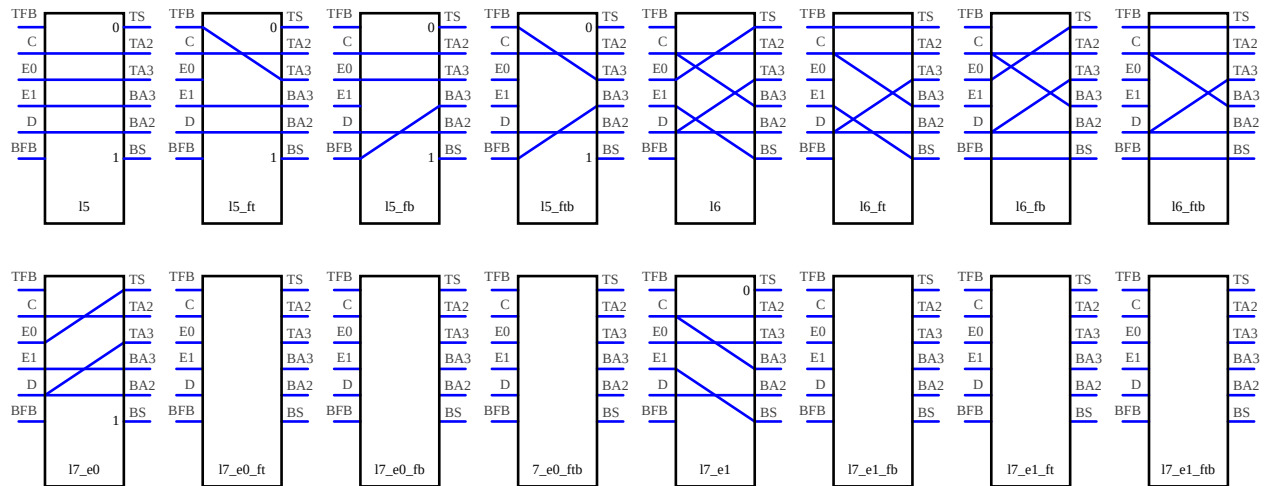 TFB 0 TS
C TA2
E0 TA3
E1 BA3
D BA2
BFB 1 BS
l5
TFB 0 TS
C TA2
E0 TA3
E1 BA3
D BA2
BFB 1 BS
l5_ft
TFB 0 TS
C TA2
E0 TA3
E1 BA3
D BA2
BFB 1 BS
l5_fb
TFB 0 TS
C TA2
E0 TA3
E1 BA3
D BA2
BFB 1 BS
l5_ftb
TFB TS
C TA2
E0 TA3
E1 BA3
D BA2
BFB BS
l6
TFB TS
C TA2
E0 TA3
E1 BA3
D BA2
BFB BS
l6_ft
TFB TS
C TA2
E0 TA3
E1 BA3
D BA2
BFB BS
l6_fb
TFB TS
C TA2
E0 TA3
E1 BA3
D BA2
BFB BS
l6_ftb
TFB TS
C TA2
E0 TA3
E1 BA3
D BA2
BFB 1 BS
l7_e0
TFB TS
C TA2
E0 TA3
E1 BA3
D BA2
BFB BS
l7_e0_ft
TFB TS
C TA2
E0 TA3
E1 BA3
D BA2
BFB BS
l7_e0_fb
TFB TS
C TA2
E0 TA3
E1 BA3
D BA2
BFB BS
7_e0_ftb
TFB 0 TS
C TA2
E0 TA3
E1 BA3
D BA2
BFB BS
l7_e1
TFB TS
C TA2
E0 TA3
E1 BA3
D BA2
BFB BS
l7_e1_fb
TFB TS
C TA2
E0 TA3
E1 BA3
D BA2
BFB BS
l7_e1_ft
TFB TS
C TA2
E0 TA3
E1 BA3
D BA2
BFB BS
l7_e1_ftb